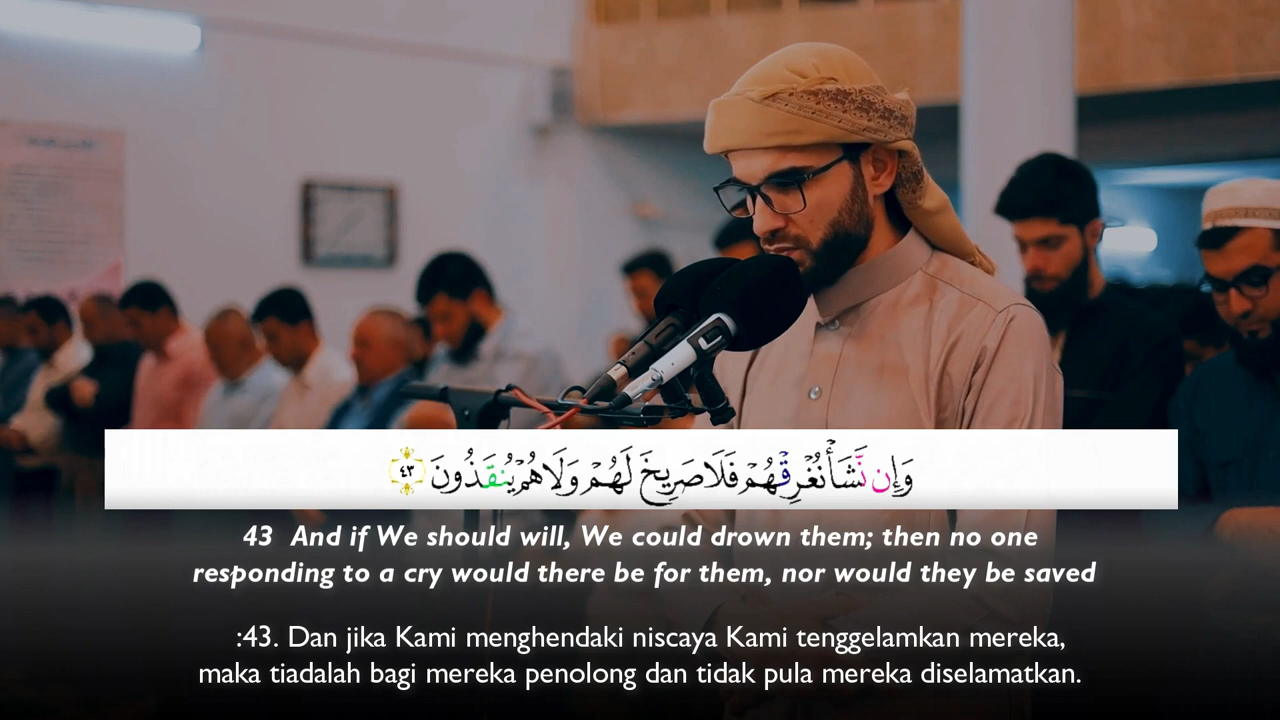 وَإِن نَّشَأْ نُغْرِقْهُمْ فَلَا صَرِيخَ لَهُمْ وَلَا هُمْ يُنقَذُونَ ٤٣
43 And if We should will, We could drown them; then no one
responding to a cry would there be for them, nor would they be saved
:43. Dan jika Kami menghendaki niscaya Kami tenggelamkan mereka,
maka tiadalah bagi mereka penolong dan tidak pula mereka diselamatkan.